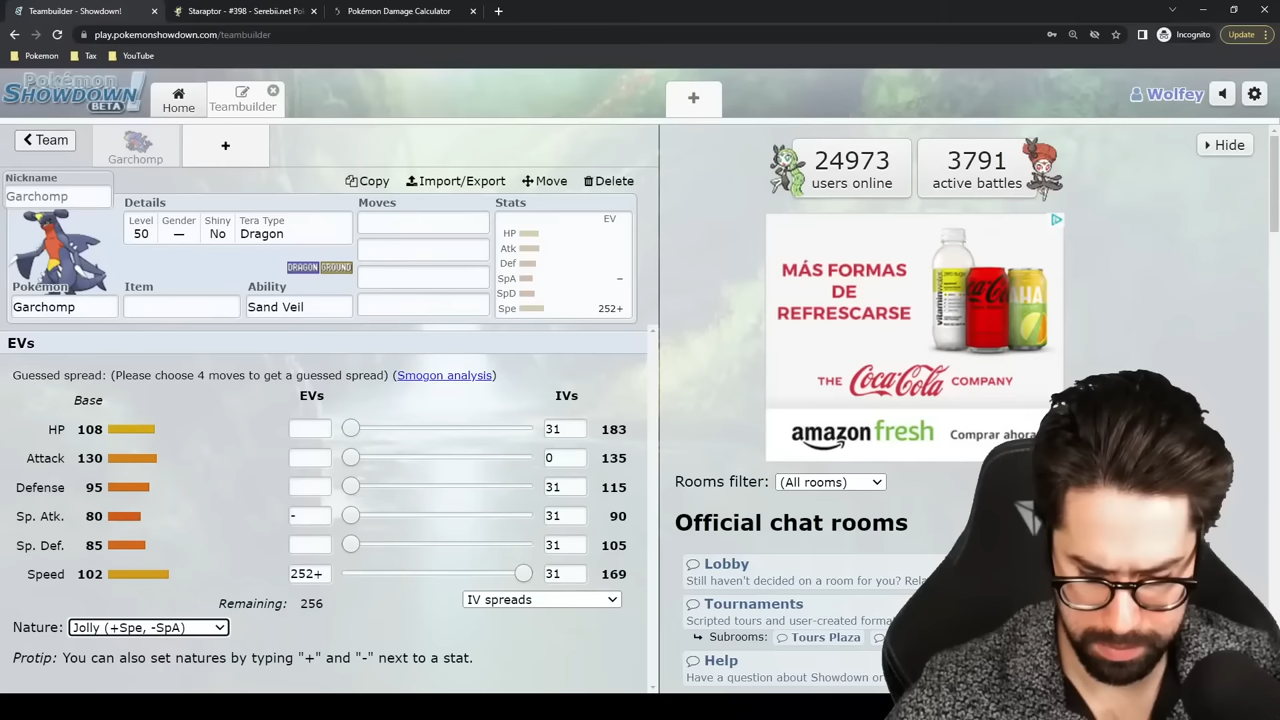 Teambuilder - Showdown!
Staraptor - #398 - Serebii.net Po
Pokémon Damage Calculator
play.pokemonshowdown.com/teambuilder
Incognito
Update
Pokemon
Tax
YouTube
Pokémon
SHOWDOWN!
BETA
Home
Teambuilder
+
Wolfey
Team
Garchomp
+
Hide
Nickname
Garchomp
Copy
Import/Export
Move
Delete
Details
Moves
Stats
Level
Gender
Shiny
Tera Type
50
—
No
Dragon
EV
HP
Atk
Def
SpA –
SpD
Spe 252+
DRAGON GROUND
Pokémon
Item
Ability
Garchomp
Sand Veil
EVs
Guessed spread: (Please choose 4 moves to get a guessed spread) (Smogon analysis)
Base
EVs
IVs
HP 108 31 183
Attack 130 0 135
Defense 95 31 115
Sp. Atk. 80 - 31 90
Sp. Def. 85 31 105
Speed 102 252+ 31 169
Remaining: 256
IV spreads
Nature: Jolly (+Spe, -SpA)
Protip: You can also set natures by typing "+" and "-" next to a stat.
24973
users online
3791
active battles
MÁS FORMAS
DE
REFRESCARSE
vitaminwater
AHA
THE Coca-Cola COMPANY
amazon fresh
Comprar ahora
Rooms filter: (All rooms)
Official chat rooms
Lobby
Still haven't decided on a room for you? Rela
Tournaments
Scripted tours and user-created forma
Subrooms: Tours Plaza
Help
Have a question about Showdown or